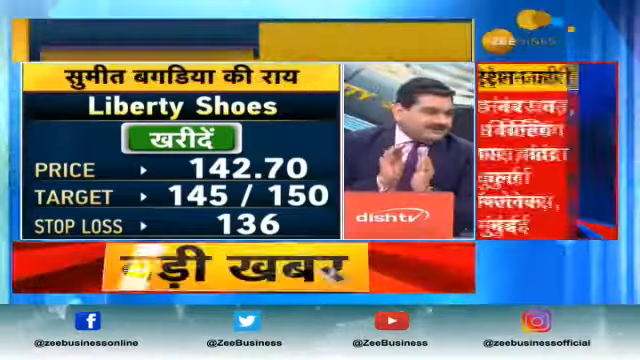 ZEE BUSINESS
सुमीत बगडिया की राय
Liberty Shoes
खरीदें
PRICE 142.70
TARGET 145 / 150
STOP LOSS 136
dishtv
बड़ी खबर
@zeebusinessonline
@ZeeBusiness
@ZeeBusiness
@zeebusinessofficial